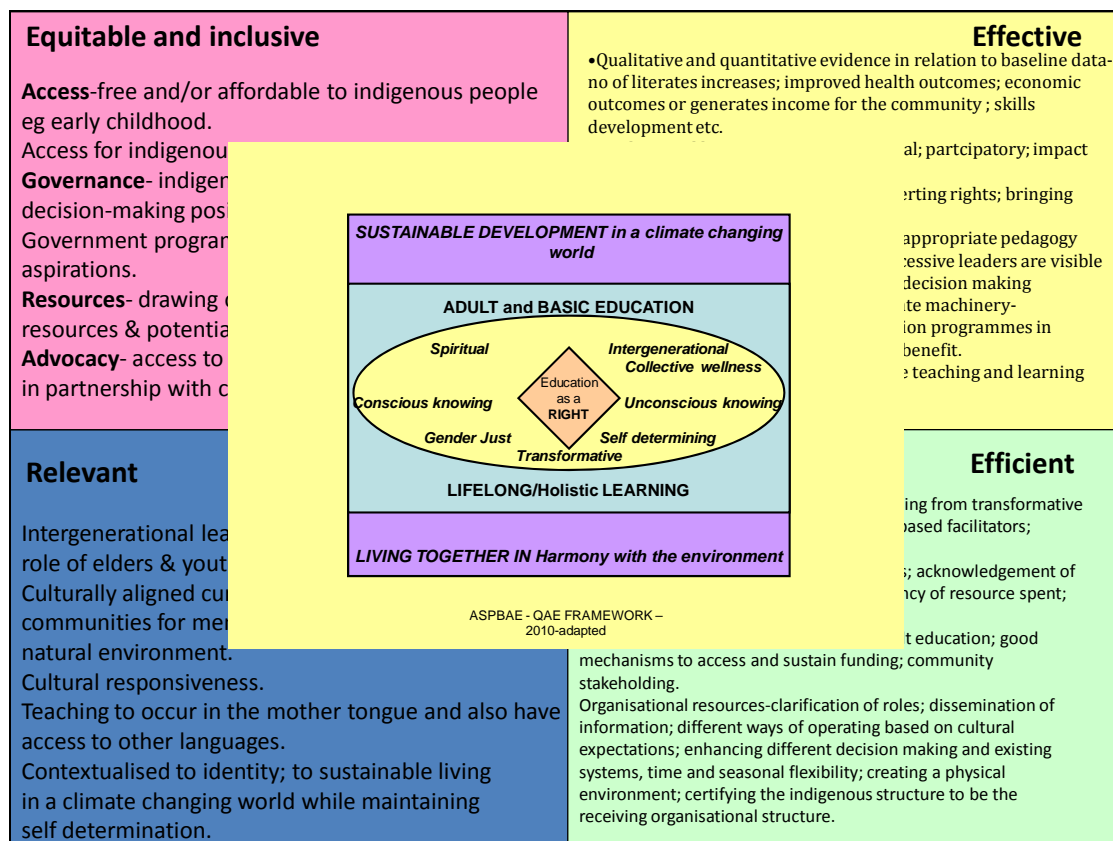 Equitable and inclusive
Access-free and/or affordable to indigenous people
eg early childhood.
Access for indigenou
Governance- indigen
decision-making posi
Government program
aspirations.
Resources- drawing
resources & potentia
Advocacy- access to
in partnership with c
Effective
•Qualitative and quantitative evidence in relation to baseline data-
no of literates increases; improved health outcomes; economic
outcomes or generates income for the community ; skills
development etc.
al; partcipatory; impact
erting rights; bringing
appropriate pedagogy
cessive leaders are visible
decision making
te machinery-
ion programmes in
benefit.
e teaching and learning
SUSTAINABLE DEVELOPMENT in a climate changing
world
ADULT and BASIC EDUCATION
Spiritual
Intergenerational
Collective wellness
Education
as a
RIGHT
Conscious knowing
Unconscious knowing
Gender Just
Self determining
Transformative
LIFELONG/Holistic LEARNING
LIVING TOGETHER IN Harmony with the environment
ASPBAE - QAE FRAMEWORK –
2010-adapted
Relevant
Intergenerational lea
role of elders & yout
Culturally aligned cu
communities for me
natural environment.
Cultural responsiveness.
Teaching to occur in the mother tongue and also have
access to other languages.
Contextualised to identity; to sustainable living
in a climate changing world while maintaining
self determination.
Efficient
ing from transformative
based facilitators;
s; acknowledgement of
ncy of resource spent;
t education; good
mechanisms to access and sustain funding; community
stakeholding.
Organisational resources-clarification of roles; dissemination of
information; different ways of operating based on cultural
expectations; enhancing different decision making and existing
systems, time and seasonal flexibility; creating a physical
environment; certifying the indigenous structure to be the
receiving organisational structure.